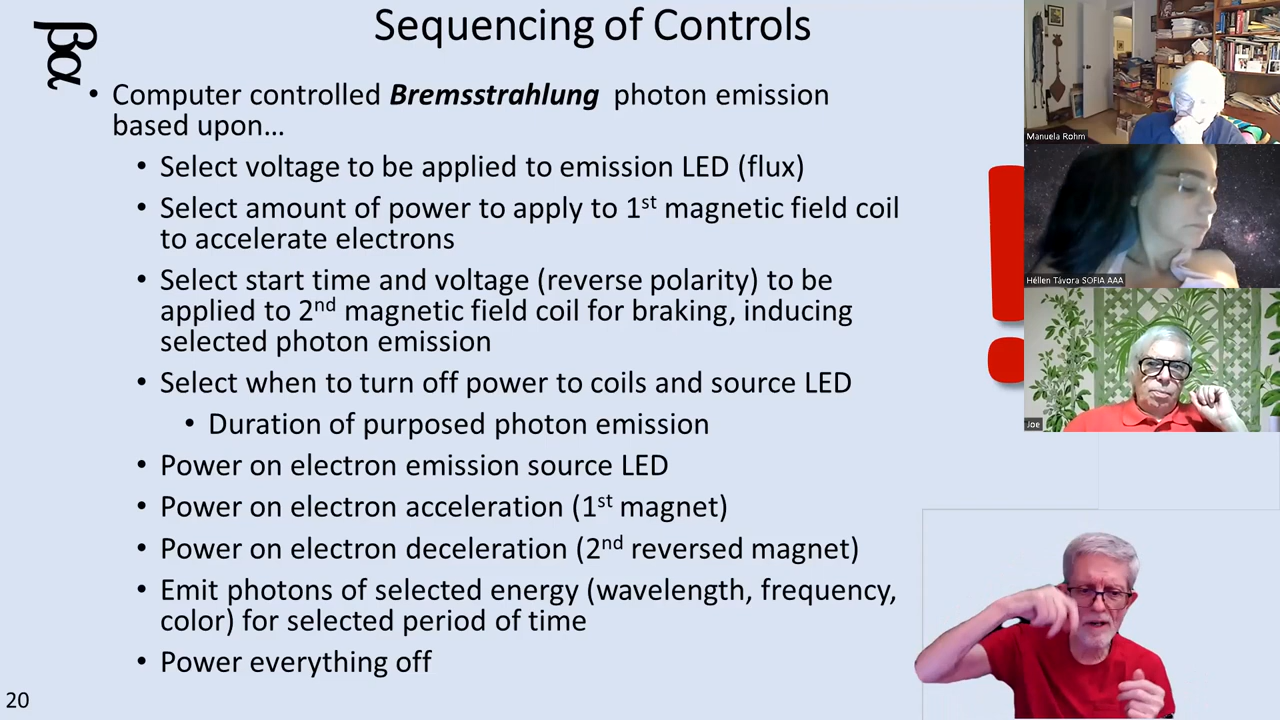 Sequencing of Controls
βα
• Computer controlled Bremsstrahlung photon emission
based upon…
• Select voltage to be applied to emission LED (flux)
• Select amount of power to apply to 1st magnetic field coil
to accelerate electrons
• Select start time and voltage (reverse polarity) to be
applied to 2nd magnetic field coil for braking, inducing
selected photon emission
• Select when to turn off power to coils and source LED
• Duration of purposed photon emission
• Power on electron emission source LED
• Power on electron acceleration (1st magnet)
• Power on electron deceleration (2nd reversed magnet)
• Emit photons of selected energy (wavelength, frequency,
color) for selected period of time
• Power everything off
20
!
Manuela Rohm
Héllen Távora SOFIA AAA
Joe